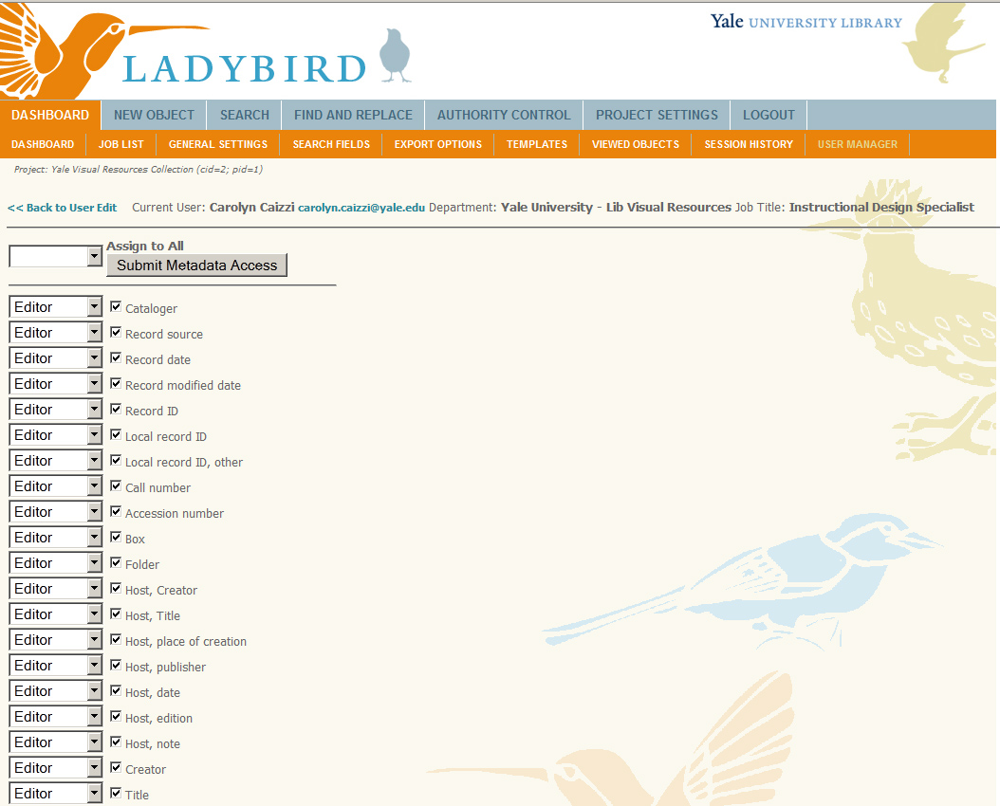 Yale UNIVERSITY LIBRARY
LADYBIRD
DASHBOARD NEW OBJECT SEARCH FIND AND REPLACE AUTHORITY CONTROL PROJECT SETTINGS LOGOUT
DASHBOARD JOB LIST GENERAL SETTINGS SEARCH FIELDS EXPORT OPTIONS TEMPLATES VIEWED OBJECTS SESSION HISTORY USER MANAGER
Project: Yale Visual Resources Collection (cid=2; pid=1)
<< Back to User Edit Current User: Carolyn Caizzi carolyn.caizzi@yale.edu Department: Yale University - Lib Visual Resources Job Title: Instructional Design Specialist
Assign to All
Submit Metadata Access
Editor Cataloger
Editor Record source
Editor Record date
Editor Record modified date
Editor Record ID
Editor Local record ID
Editor Local record ID, other
Editor Call number
Editor Accession number
Editor Box
Editor Folder
Editor Host, Creator
Editor Host, Title
Editor Host, place of creation
Editor Host, publisher
Editor Host, date
Editor Host, edition
Editor Host, note
Editor Creator
Editor Title